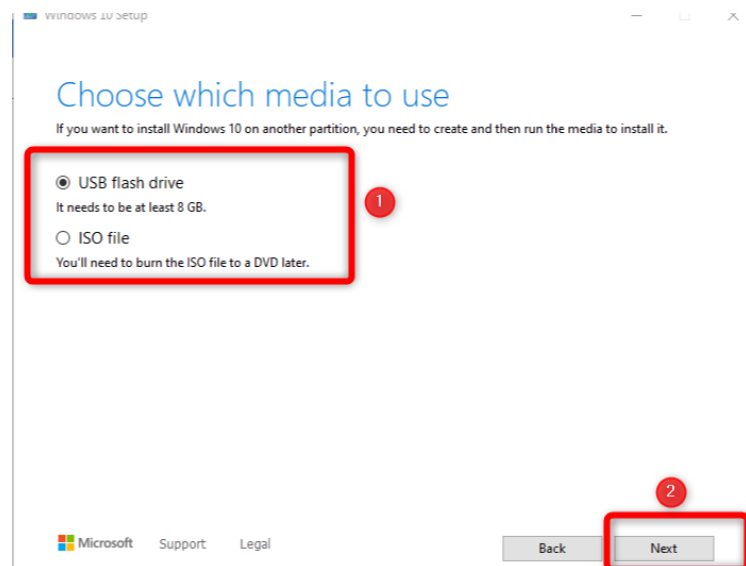 Windows 10 Setup
Choose which media to use
If you want to install Windows 10 on another partition, you need to create and then run the media to install it.
USB flash drive
It needs to be at least 8 GB.
1
ISO file
You'll need to burn the ISO file to a DVD later.
2
Microsoft Support Legal Back Next